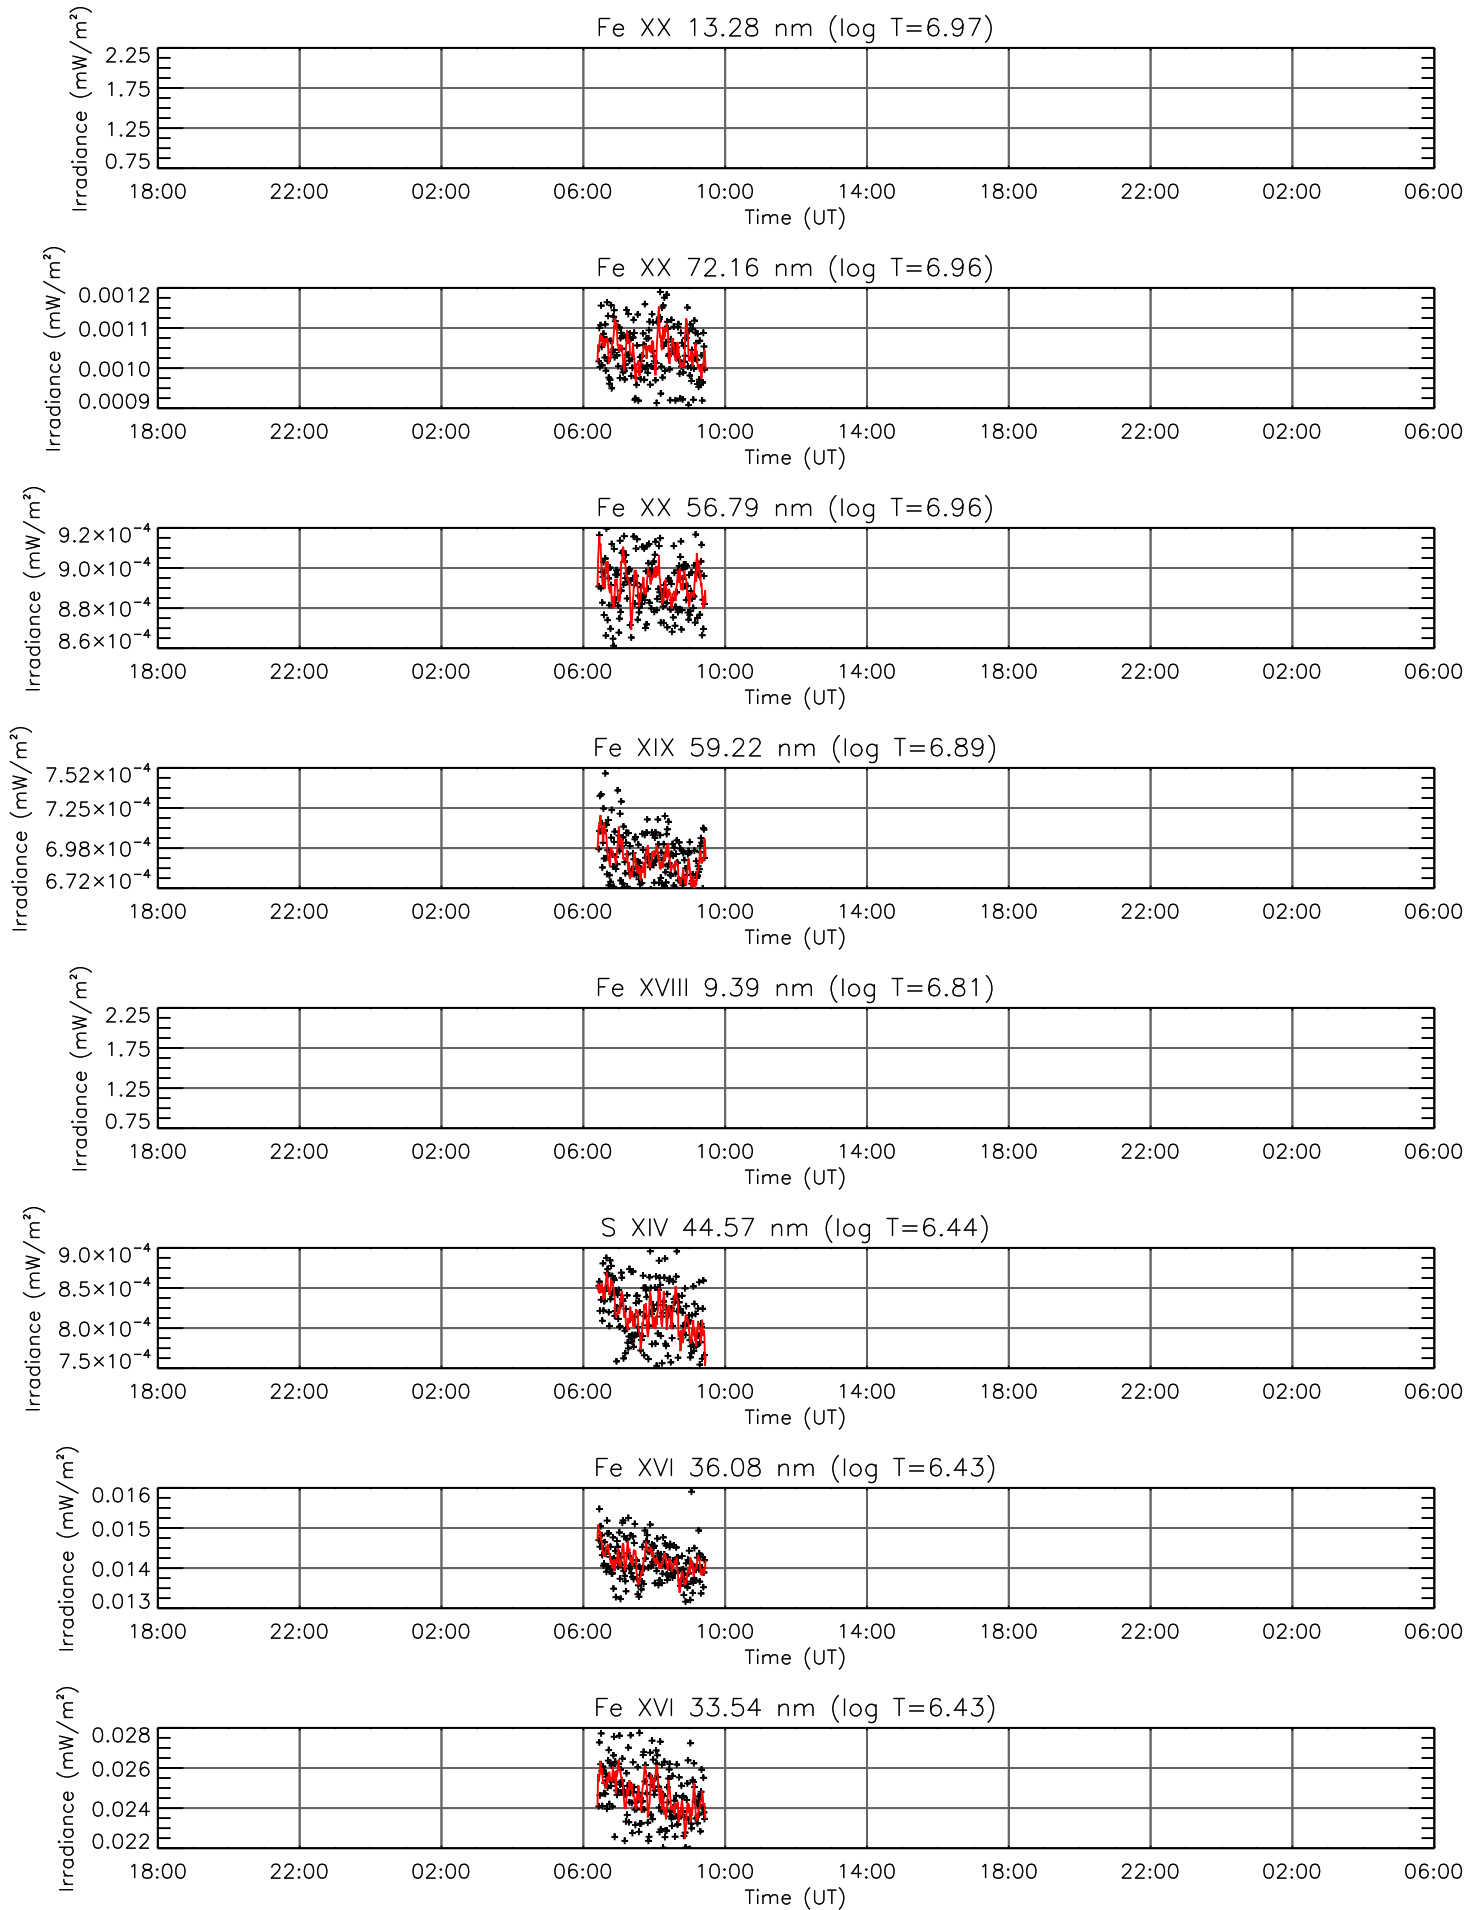 Fe XX 13.28 nm (log T=6.97)
Irradiance (mW/m²)
2.25
1.75
1.25
0.75
18:00 22:00 02:00 06:00 10:00 14:00 18:00 22:00 02:00 06:00
Time (UT)
Fe XX 72.16 nm (log T=6.96)
Irradiance (mW/m²)
0.0012
0.0011
0.0010
0.0009
18:00 22:00 02:00 06:00 10:00 14:00 18:00 22:00 02:00 06:00
Time (UT)
Fe XX 56.79 nm (log T=6.96)
Irradiance (mW/m²)
9.2×10⁻⁴
9.0×10⁻⁴
8.8×10⁻⁴
8.6×10⁻⁴
18:00 22:00 02:00 06:00 10:00 14:00 18:00 22:00 02:00 06:00
Time (UT)
Fe XIX 59.22 nm (log T=6.89)
Irradiance (mW/m²)
7.52×10⁻⁴
7.25×10⁻⁴
6.98×10⁻⁴
6.72×10⁻⁴
18:00 22:00 02:00 06:00 10:00 14:00 18:00 22:00 02:00 06:00
Time (UT)
Fe XVIII 9.39 nm (log T=6.81)
Irradiance (mW/m²)
2.25
1.75
1.25
0.75
18:00 22:00 02:00 06:00 10:00 14:00 18:00 22:00 02:00 06:00
Time (UT)
S XIV 44.57 nm (log T=6.44)
Irradiance (mW/m²)
9.0×10⁻⁴
8.5×10⁻⁴
8.0×10⁻⁴
7.5×10⁻⁴
18:00 22:00 02:00 06:00 10:00 14:00 18:00 22:00 02:00 06:00
Time (UT)
Fe XVI 36.08 nm (log T=6.43)
Irradiance (mW/m²)
0.016
0.015
0.014
0.013
18:00 22:00 02:00 06:00 10:00 14:00 18:00 22:00 02:00 06:00
Time (UT)
Fe XVI 33.54 nm (log T=6.43)
Irradiance (mW/m²)
0.028
0.026
0.024
0.022
18:00 22:00 02:00 06:00 10:00 14:00 18:00 22:00 02:00 06:00
Time (UT)